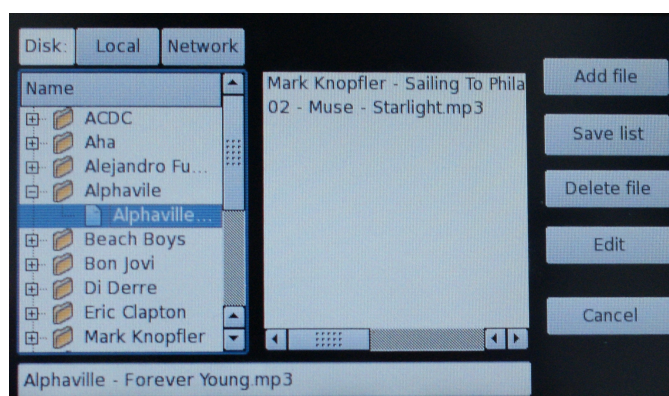 Disk: Local Network
Name
ACDC
Aha
Alejandro Fu...
Alphavile
Alphaville...
Beach Boys
Bon Jovi
Di Derre
Eric Clapton
Mark Knopfler
Mark Knopfler - Sailing To Phila
02 - Muse - Starlight.mp3
Add file
Save list
Delete file
Edit
Cancel
Alphaville - Forever Young.mp3